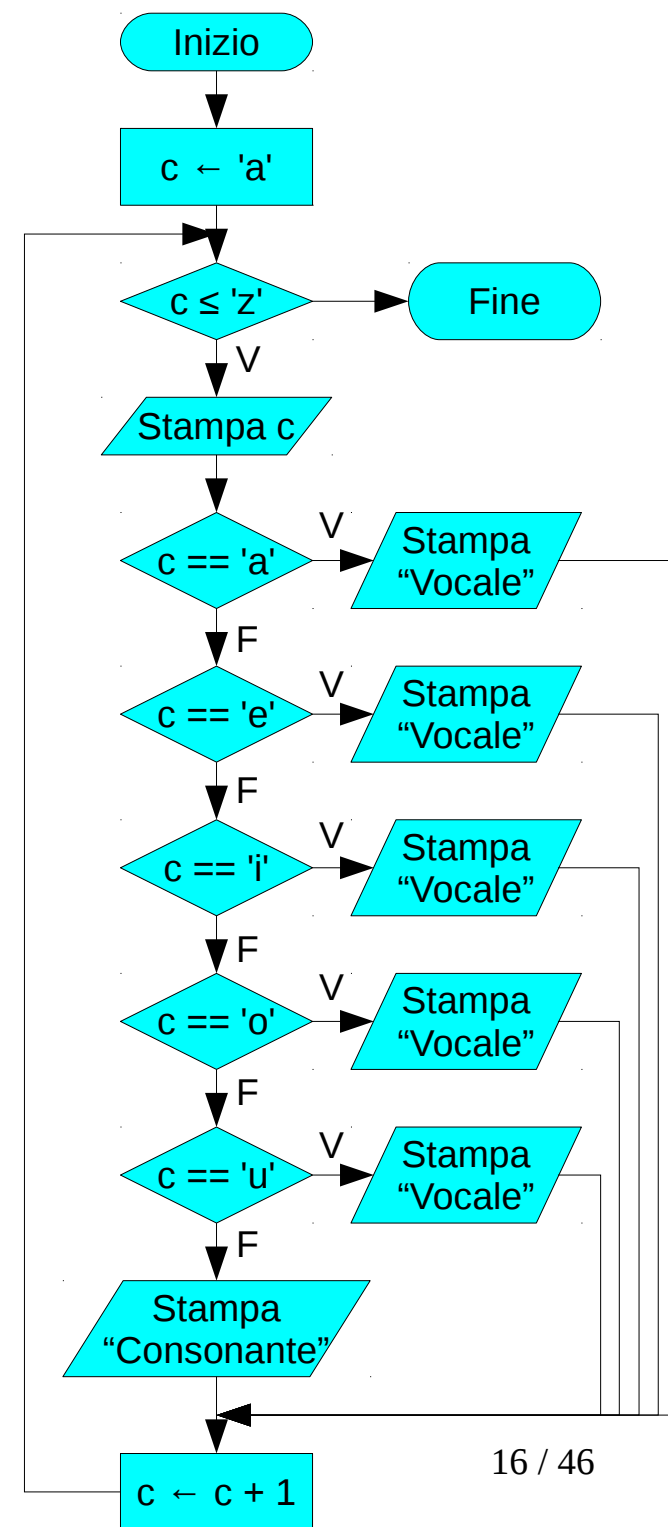 Inizio
c ← 'a'
c ≤ 'z'
Fine
V
Stampa c
c == 'a'
V
Stampa
“Vocale”
F
c == 'e'
V
Stampa
“Vocale”
F
c == 'i'
V
Stampa
“Vocale”
F
c == 'o'
V
Stampa
“Vocale”
F
c == 'u'
V
Stampa
“Vocale”
F
Stampa
“Consonante”
c ← c + 1
16 / 46